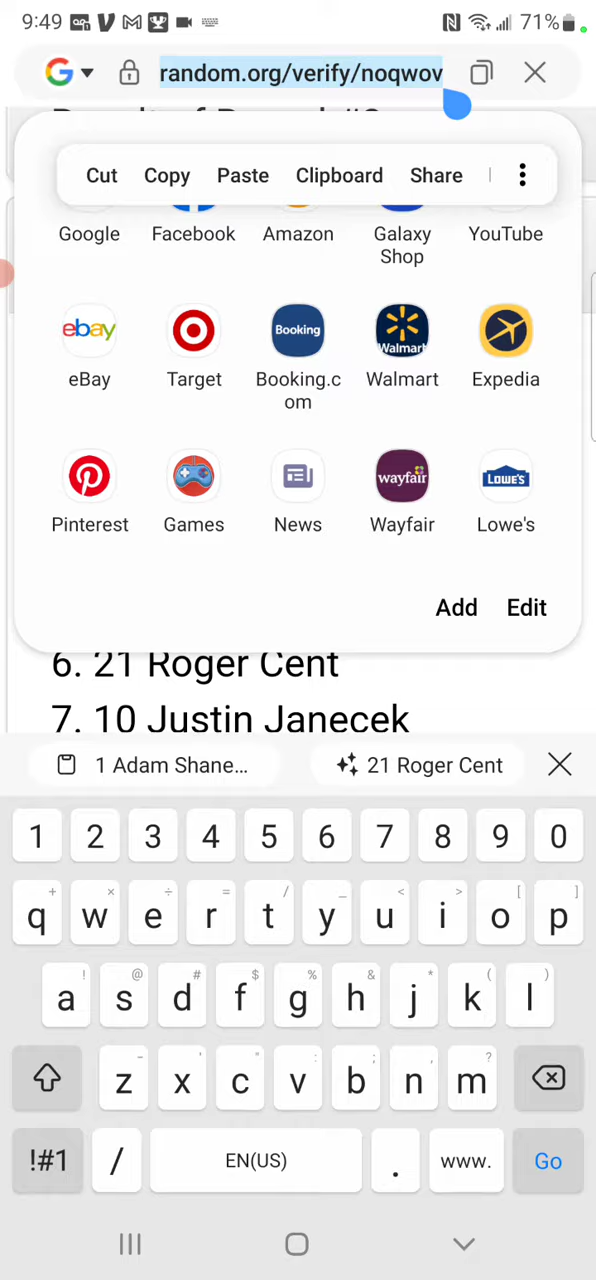 9:49 71%
random.org/verify/noqwov
Cut Copy Paste Clipboard Share
Google Facebook Amazon Galaxy Shop YouTube
ebay Booking Walmart
eBay Target Booking.com Walmart Expedia
wayfair LOWE'S
Pinterest Games News Wayfair Lowe's
Add Edit
6. 21 Roger Cent
7. 10 Justin Janecek
1 Adam Shane... 21 Roger Cent
1 2 3 4 5 6 7 8 9 0
+ × ÷ = / _ < > [ ]
q w e r t y u i o p
! @ # $ % & * ( )
a s d f g h j k l
- ' " : ; , ?
z x c v b n m
!#1 / EN(US) . www. Go